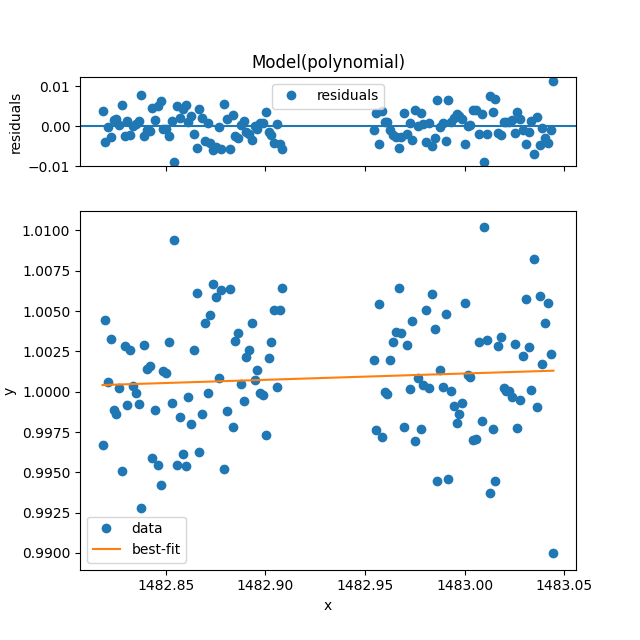 Model(polynomial)
residuals
0.01
0.00
−0.01
residuals
y
1.0100
1.0075
1.0050
1.0025
1.0000
0.9975
0.9950
0.9925
0.9900
data
best-fit
1482.85
1482.90
1482.95
1483.00
1483.05
x